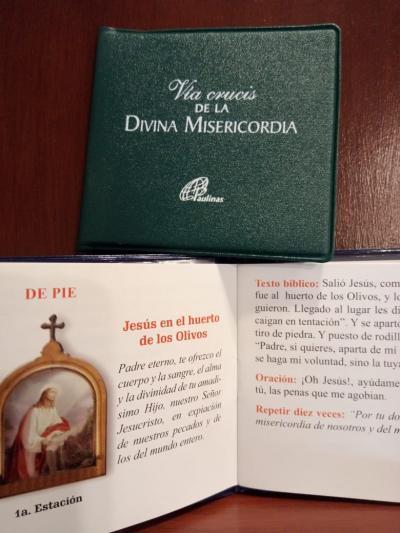 Vía crucis
DE LA
DIVINA MISERICORDIA
Paulinas
DE PIE
Jesús en el huerto
de los Olivos
Padre eterno, te ofrezco el
cuerpo y la sangre, el alma
y la divinidad de tu amadí-
simo Hijo, nuestro Señor
Jesucristo, en expiación
de nuestros pecados y de
los del mundo entero.
1a. Estación
Texto bíblico: Salió Jesús, com
fue al huerto de los Olivos, y lo
guieron. Llegado al lugar les di
caigan en tentación". Y se apartó
tiro de piedra. Y puesto de rodill
"Padre, si quieres, aparta de mí
se haga mi voluntad, sino la tuya
Oración: ¡Oh Jesús!, ayúdame
tú, las penas que me agobian.
Repetir diez veces: "Por tu do
misericordia de nosotros y del m